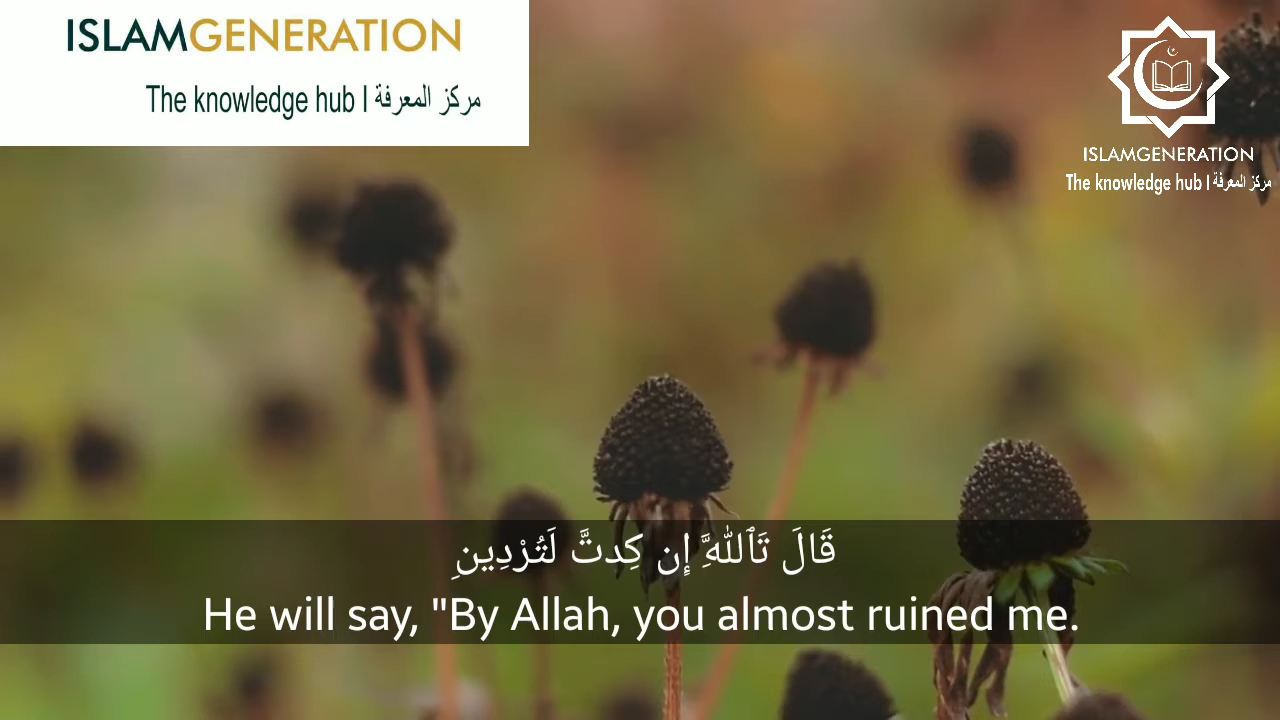 ISLAMGENERATION
The knowledge hub | مركز المعرفة
ISLAMGENERATION
The knowledge hub | مركز المعرفة
قَالَ تَٱللَّهِ إِن كِدتَّ لَتُرْدِينِ
He will say, "By Allah, you almost ruined me.